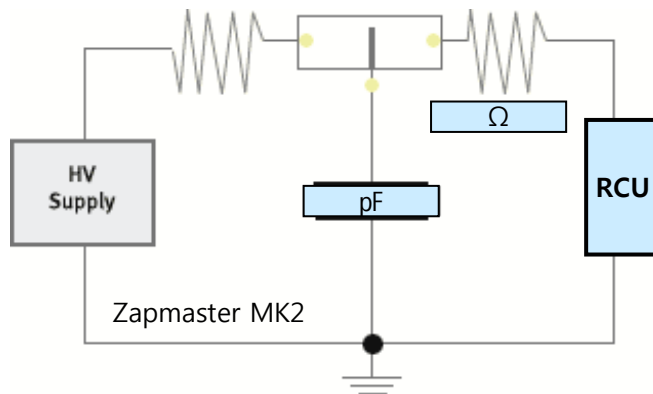 Ω
HV
Supply
pF
RCU
Zapmaster MK2